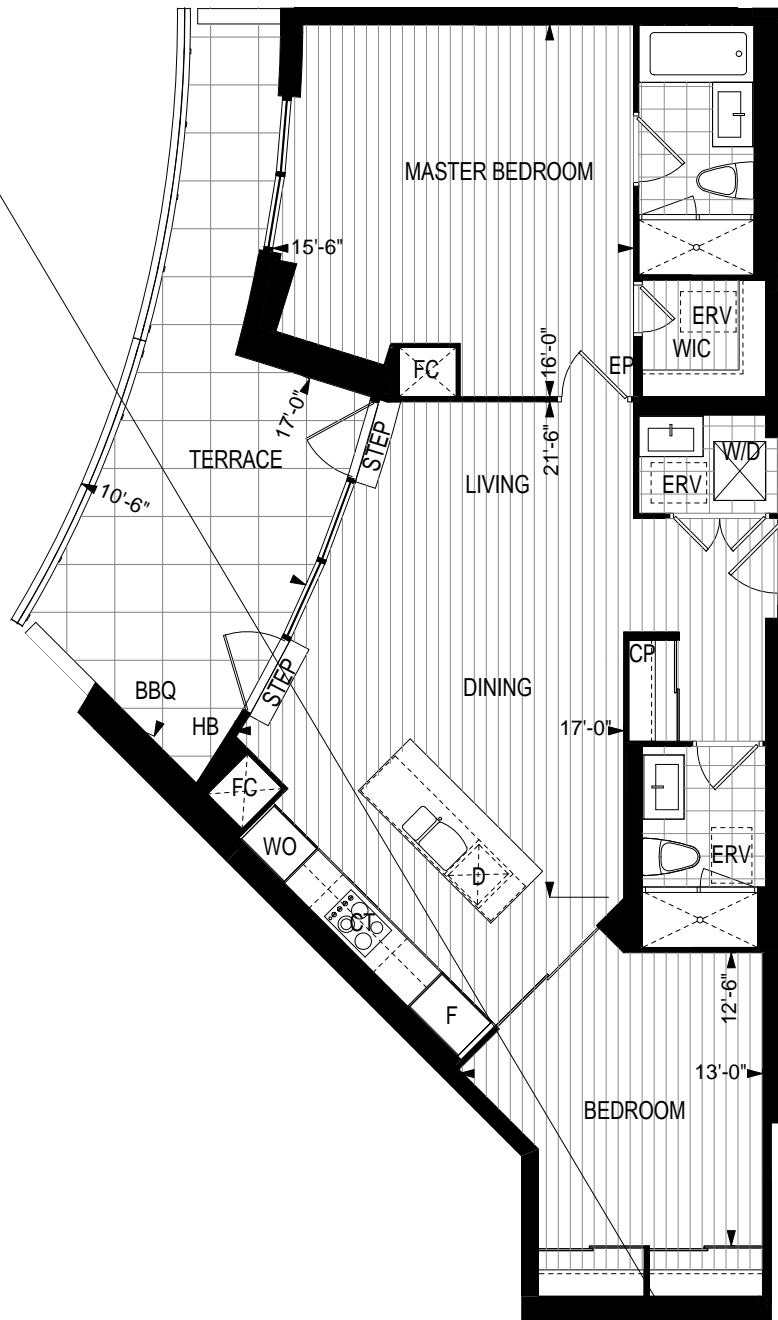 MASTER BEDROOM
15'-6"
ERV
WIC
16'-0"
EP
FC
17'-0"
STEP
21'-6"
TERRACE
LIVING
W/D
ERV
10'-6"
CP
STEP
DINING
BBQ
HB
17'-0"
FC
WO
ERV
D
CT
F
12'-6"
13'-0"
BEDROOM